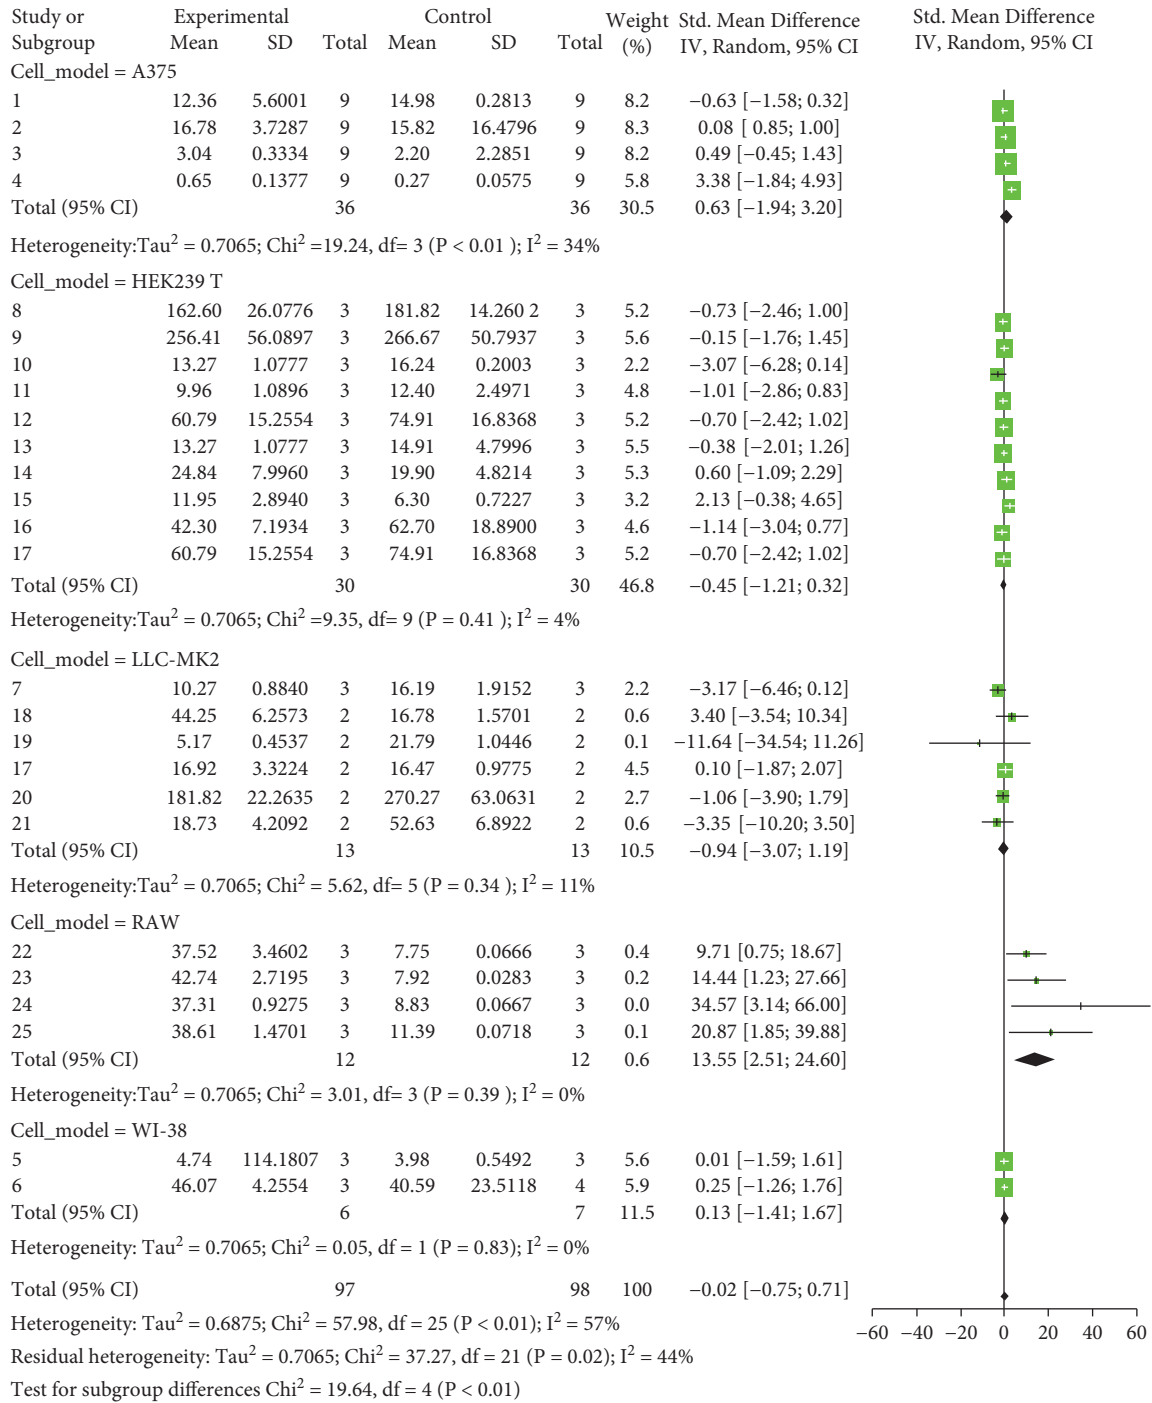 Study or Experimental Control Weight Std. Mean Difference Std. Mean Difference
Subgroup Mean SD Total Mean SD Total (%) IV, Random, 95% CI IV, Random, 95% CI
Cell_model = A375
1 12.36 5.6001 9 14.98 0.2813 9 8.2 −0.63 [−1.58; 0.32]
2 16.78 3.7287 9 15.82 16.4796 9 8.3 0.08 [ 0.85; 1.00]
3 3.04 0.3334 9 2.20 2.2851 9 8.2 0.49 [−0.45; 1.43]
4 0.65 0.1377 9 0.27 0.0575 9 5.8 3.38 [−1.84; 4.93]
Total (95% CI) 36 36 30.5 0.63 [−1.94; 3.20]
Heterogeneity:Tau² = 0.7065; Chi² =19.24, df= 3 (P < 0.01 ); I² = 34%
Cell_model = HEK239 T
8 162.60 26.0776 3 181.82 14.260 2 3 5.2 −0.73 [−2.46; 1.00]
9 256.41 56.0897 3 266.67 50.7937 3 5.6 −0.15 [−1.76; 1.45]
10 13.27 1.0777 3 16.24 0.2003 3 2.2 −3.07 [−6.28; 0.14]
11 9.96 1.0896 3 12.40 2.4971 3 4.8 −1.01 [−2.86; 0.83]
12 60.79 15.2554 3 74.91 16.8368 3 5.2 −0.70 [−2.42; 1.02]
13 13.27 1.0777 3 14.91 4.7996 3 5.5 −0.38 [−2.01; 1.26]
14 24.84 7.9960 3 19.90 4.8214 3 5.3 0.60 [−1.09; 2.29]
15 11.95 2.8940 3 6.30 0.7227 3 3.2 2.13 [−0.38; 4.65]
16 42.30 7.1934 3 62.70 18.8900 3 4.6 −1.14 [−3.04; 0.77]
17 60.79 15.2554 3 74.91 16.8368 3 5.2 −0.70 [−2.42; 1.02]
Total (95% CI) 30 30 46.8 −0.45 [−1.21; 0.32]
Heterogeneity:Tau² = 0.7065; Chi² =9.35, df= 9 (P = 0.41 ); I² = 4%
Cell_model = LLC-MK2
7 10.27 0.8840 3 16.19 1.9152 3 2.2 −3.17 [−6.46; 0.12]
18 44.25 6.2573 2 16.78 1.5701 2 0.6 3.40 [−3.54; 10.34]
19 5.17 0.4537 2 21.79 1.0446 2 0.1 −11.64 [−34.54; 11.26]
17 16.92 3.3224 2 16.47 0.9775 2 4.5 0.10 [−1.87; 2.07]
20 181.82 22.2635 2 270.27 63.0631 2 2.7 −1.06 [−3.90; 1.79]
21 18.73 4.2092 2 52.63 6.8922 2 0.6 −3.35 [−10.20; 3.50]
Total (95% CI) 13 13 10.5 −0.94 [−3.07; 1.19]
Heterogeneity:Tau² = 0.7065; Chi² = 5.62, df= 5 (P = 0.34 ); I² = 11%
Cell_model = RAW
22 37.52 3.4602 3 7.75 0.0666 3 0.4 9.71 [0.75; 18.67]
23 42.74 2.7195 3 7.92 0.0283 3 0.2 14.44 [1.23; 27.66]
24 37.31 0.9275 3 8.83 0.0667 3 0.0 34.57 [3.14; 66.00]
25 38.61 1.4701 3 11.39 0.0718 3 0.1 20.87 [1.85; 39.88]
Total (95% CI) 12 12 0.6 13.55 [2.51; 24.60]
Heterogeneity:Tau² = 0.7065; Chi² = 3.01, df= 3 (P = 0.39 ); I² = 0%
Cell_model = WI-38
5 4.74 114.1807 3 3.98 0.5492 3 5.6 0.01 [−1.59; 1.61]
6 46.07 4.2554 3 40.59 23.5118 4 5.9 0.25 [−1.26; 1.76]
Total (95% CI) 6 7 11.5 0.13 [−1.41; 1.67]
Heterogeneity: Tau² = 0.7065; Chi² = 0.05, df = 1 (P = 0.83); I² = 0%
Total (95% CI) 97 98 100 −0.02 [−0.75; 0.71]
Heterogeneity: Tau² = 0.6875; Chi² = 57.98, df = 25 (P < 0.01); I² = 57%
−60 −40 −20 0 20 40 60
Residual heterogeneity: Tau² = 0.7065; Chi² = 37.27, df = 21 (P = 0.02); I² = 44%
Test for subgroup differences Chi² = 19.64, df = 4 (P < 0.01)